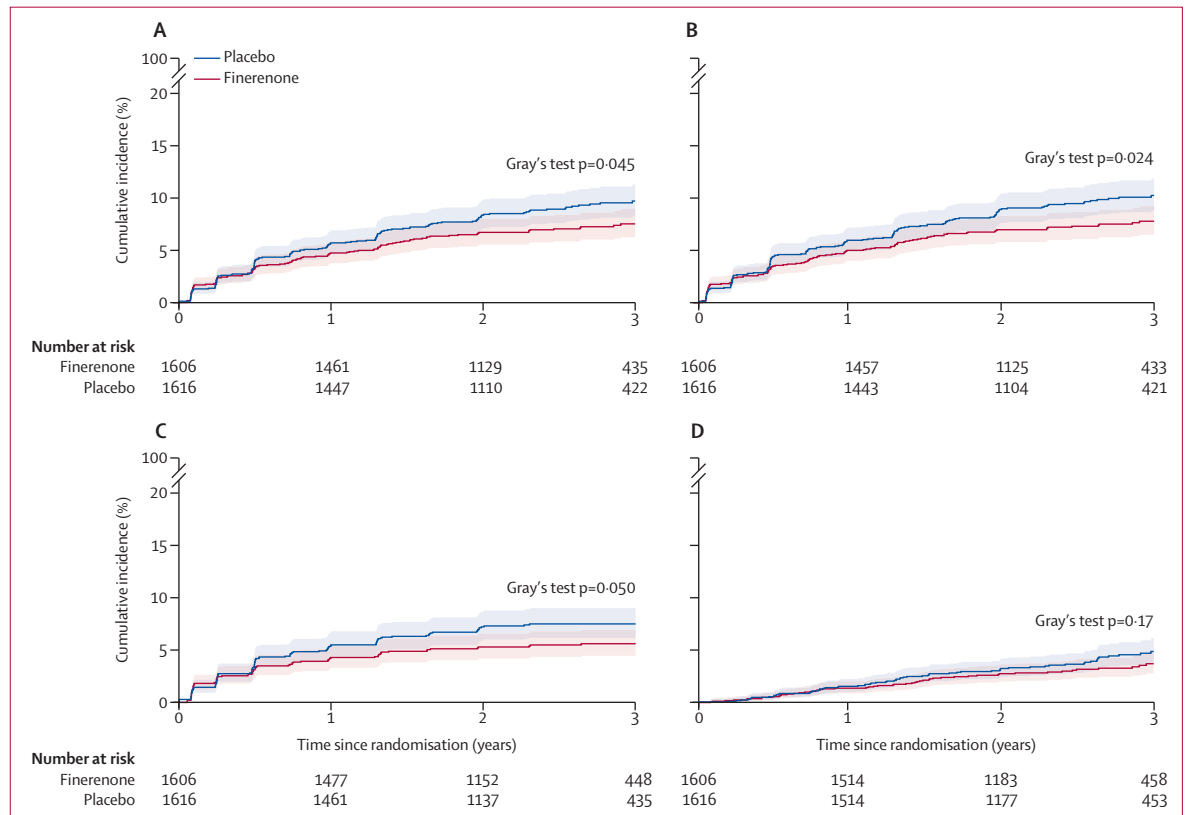 A
100
Placebo
Finerenone
20
15
10
5
0
Cumulative incidence (%)
Gray's test p=0·045
0 1 2 3
B
Gray's test p=0·024
0 1 2 3
Number at risk
Finerenone 1606 1461 1129 435 1606 1457 1125 433
Placebo 1616 1447 1110 422 1616 1443 1104 421
C
100
20
15
10
5
0
Cumulative incidence (%)
Gray's test p=0·050
0 1 2 3
Time since randomisation (years)
D
Gray's test p=0·17
0 1 2 3
Time since randomisation (years)
Number at risk
Finerenone 1606 1477 1152 448 1606 1514 1183 458
Placebo 1616 1461 1137 435 1616 1514 1177 453